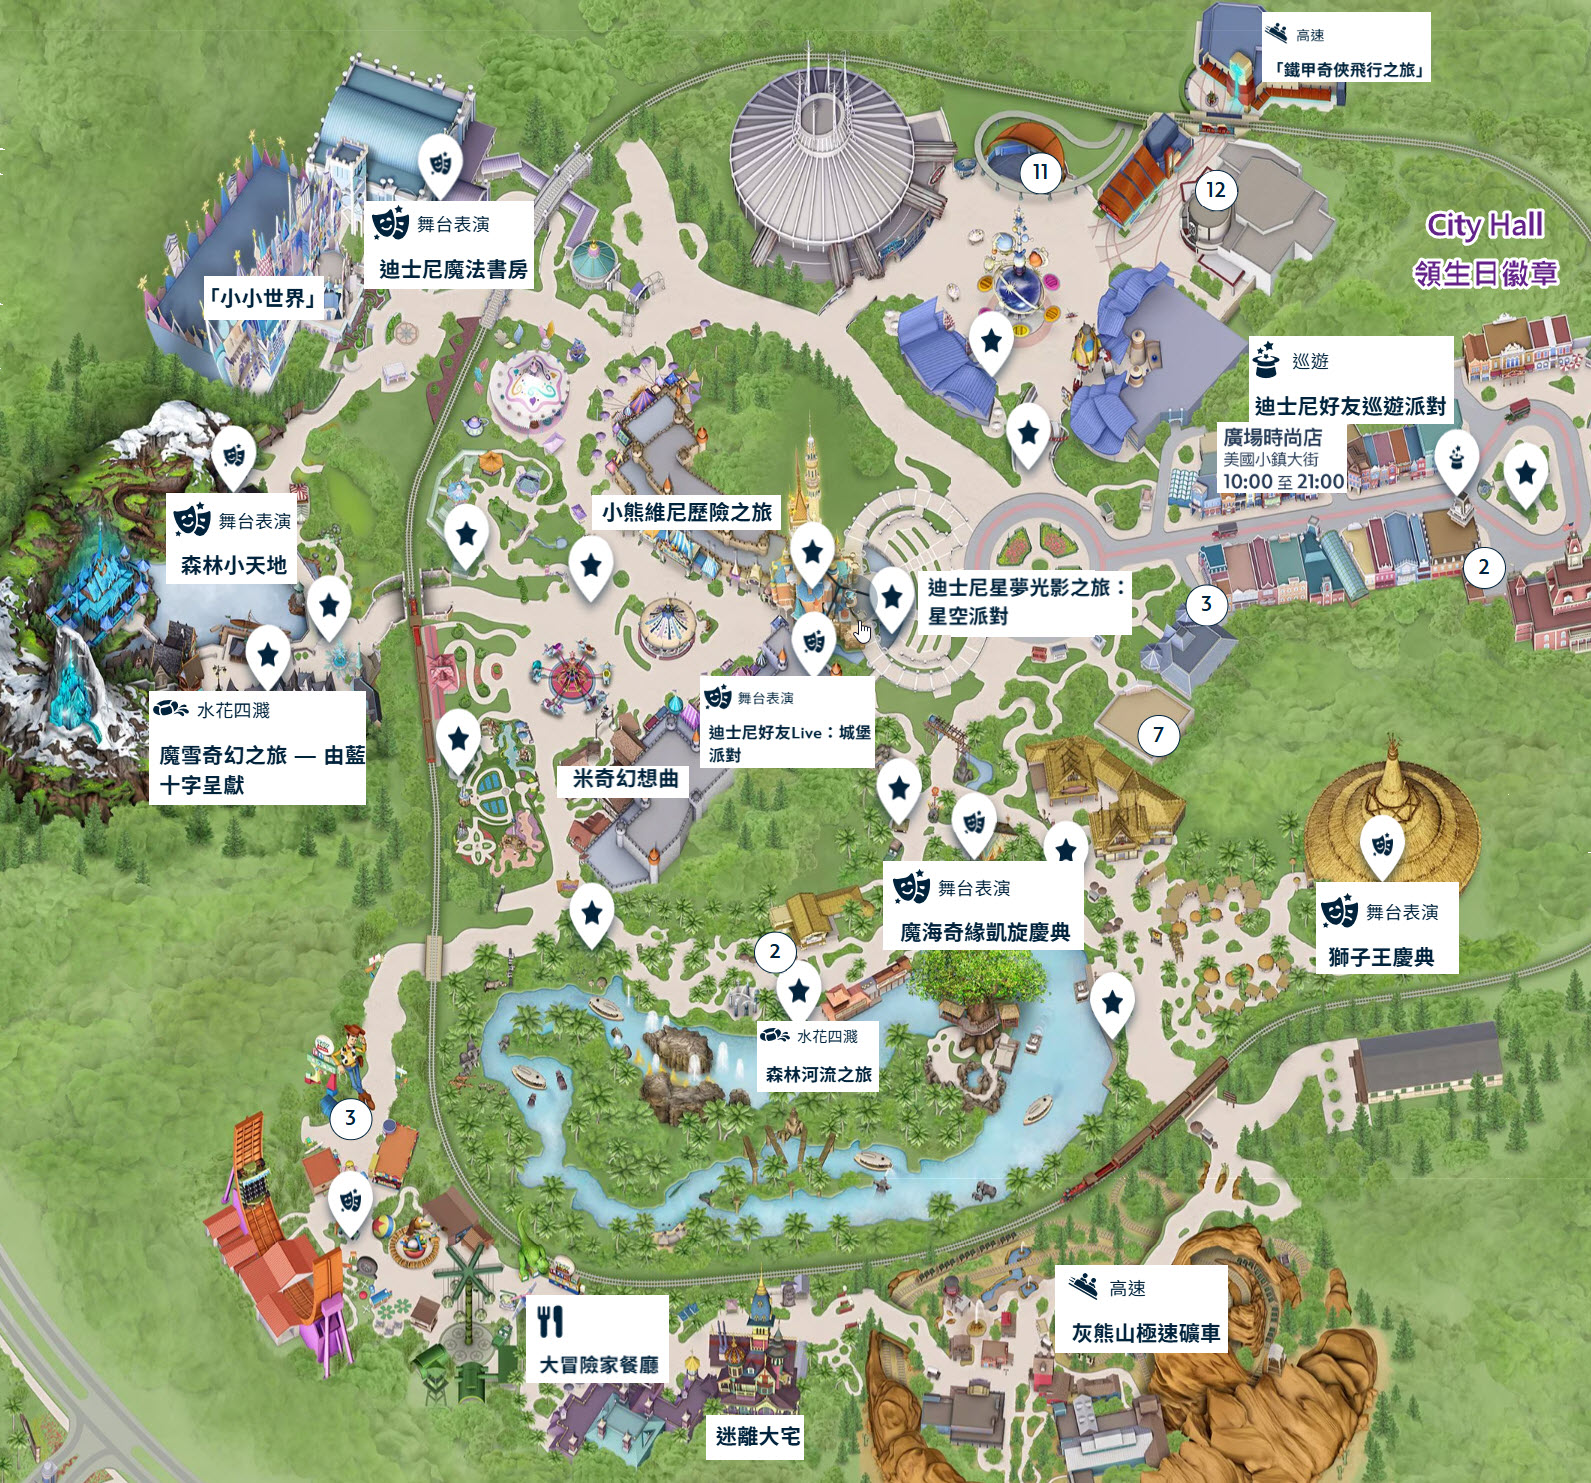 高速
「鐵甲奇俠飛行之旅」
11
12
City Hall
領生日徽章
舞台表演
迪士尼魔法書房
「小小世界」
巡遊
迪士尼好友巡遊派對
廣場時尚店
美國小鎮大街
10:00 至 21:00
舞台表演
森林小天地
小熊維尼歷險之旅
迪士尼星夢光影之旅：
星空派對
2
3
水花四濺
魔雪奇幻之旅 — 由藍
十字呈獻
舞台表演
迪士尼好友Live：城堡
派對
7
米奇幻想曲
舞台表演
魔海奇緣凱旋慶典
舞台表演
獅子王慶典
2
水花四濺
森林河流之旅
3
高速
灰熊山極速礦車
大冒險家餐廳
迷離大宅